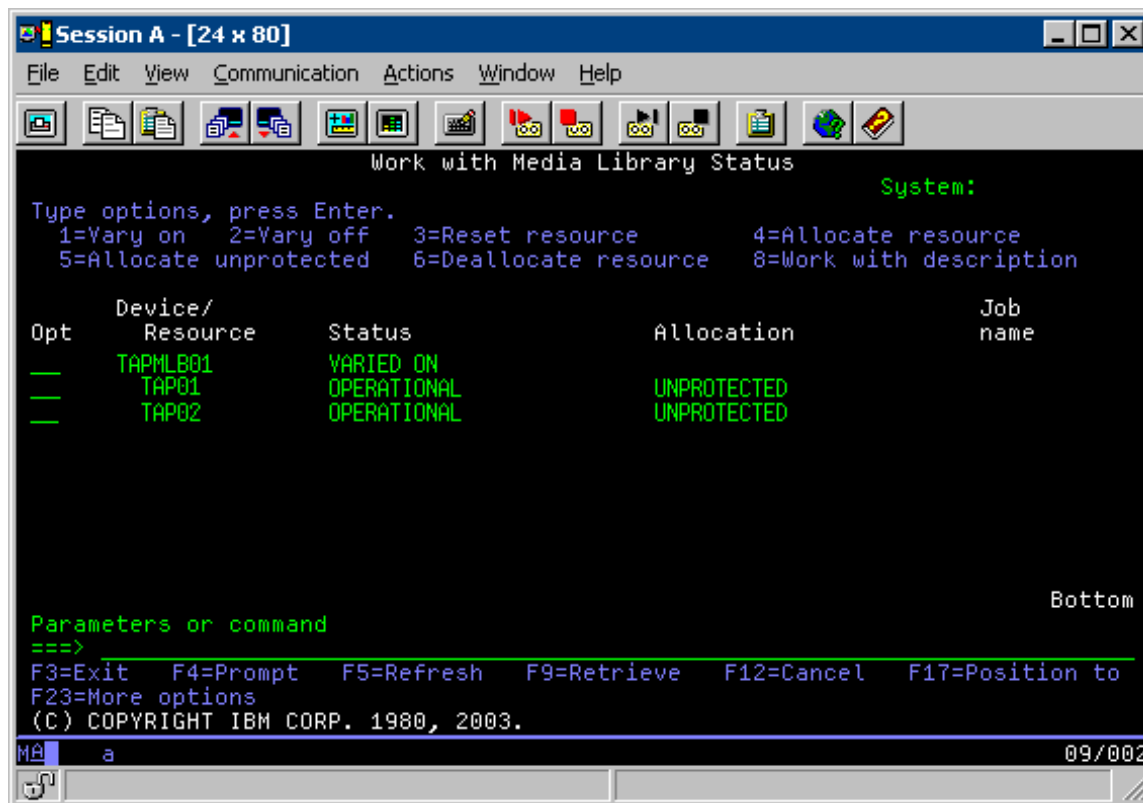 Session A - [24 x 80]
File Edit View Communication Actions Window Help
Work with Media Library Status
System:
Type options, press Enter.
1=Vary on 2=Vary off 3=Reset resource 4=Allocate resource
5=Allocate unprotected 6=Deallocate resource 8=Work with description
Device/ Job
Opt Resource Status Allocation name
TAPMLB01 VARIED ON
TAP01 OPERATIONAL UNPROTECTED
TAP02 OPERATIONAL UNPROTECTED
Bottom
Parameters or command
===>
F3=Exit F4=Prompt F5=Refresh F9=Retrieve F12=Cancel F17=Position to
F23=More options
(C) COPYRIGHT IBM CORP. 1980, 2003.
MA a 09/002